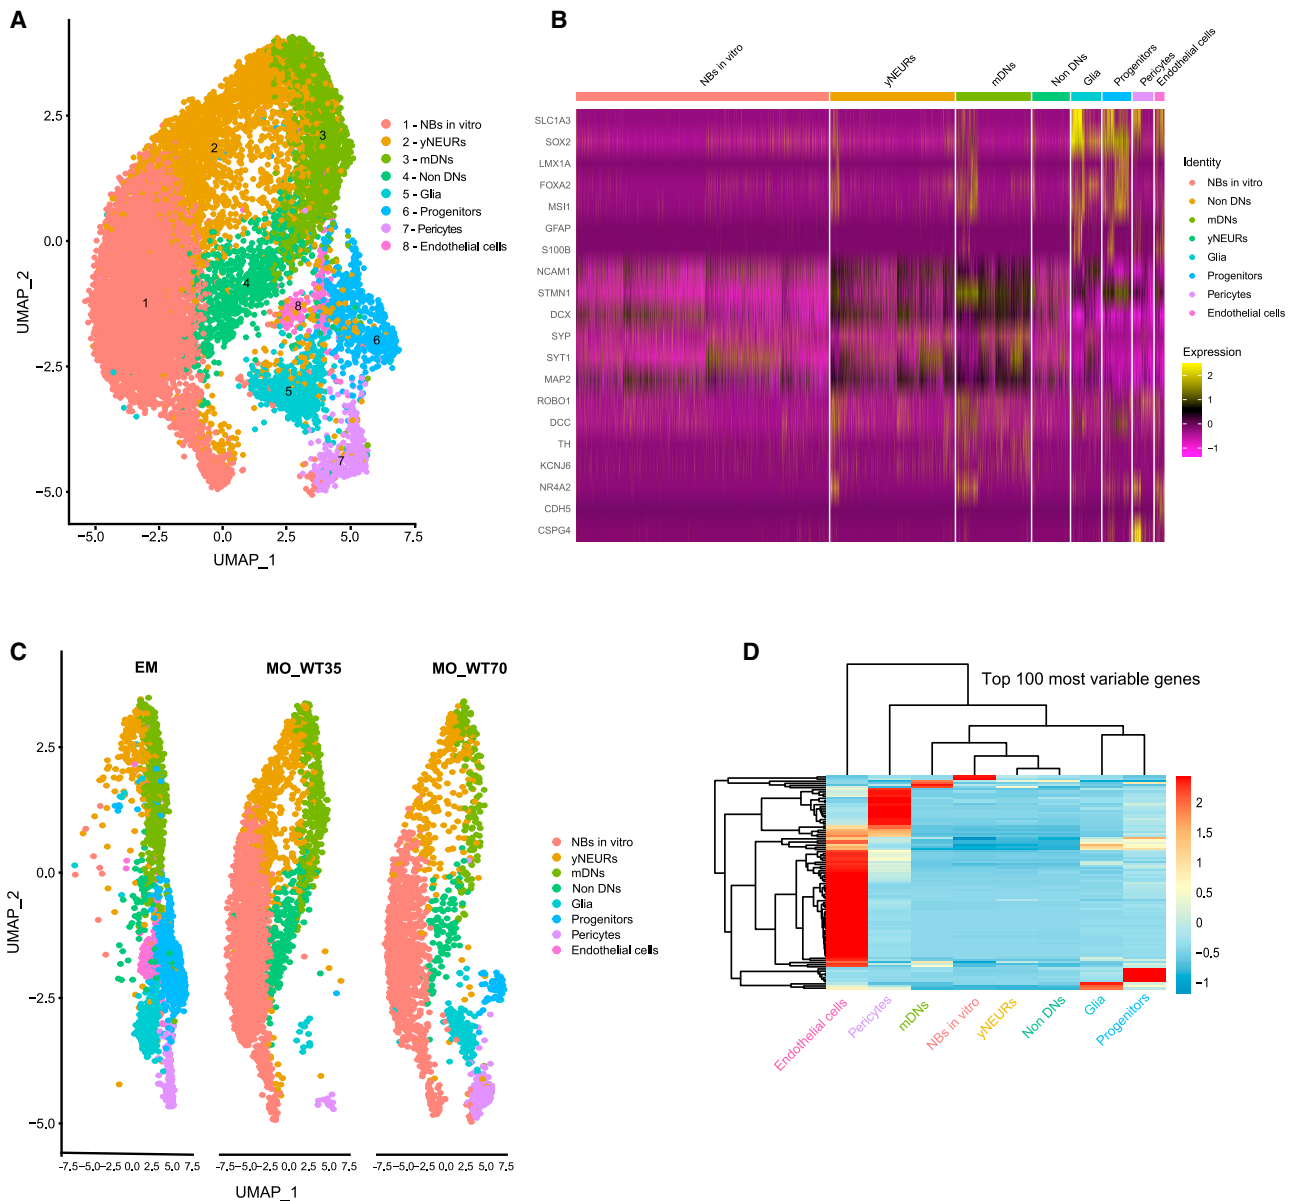 A
2.5
0.0
−2.5
−5.0
UMAP_2
−5.0 −2.5 0.0 2.5 5.0 7.5
UMAP_1
1
2
3
4
5
6
7
8
1 - NBs in vitro
2 - yNEURs
3 - mDNs
4 - Non DNs
5 - Glia
6 - Progenitors
7 - Pericytes
8 - Endothelial cells
B
NBs in vitro
yNEURs
mDNs
Non DNs
Glia
Progenitors
Pericytes
Endothelial cells
SLC1A3
SOX2
LMX1A
FOXA2
MSI1
GFAP
S100B
NCAM1
STMN1
DCX
SYP
SYT1
MAP2
ROBO1
DCC
TH
KCNJ6
NR4A2
CDH5
CSPG4
Identity
NBs in vitro
Non DNs
mDNs
yNEURs
Glia
Progenitors
Pericytes
Endothelial cells
Expression
2
1
0
−1
C
EM MO_WT35 MO_WT70
2.5
0.0
−2.5
−5.0
UMAP_2
−7.5 −5.0 −2.5 0.0 2.5 5.0 7.5
−7.5 −5.0 −2.5 0.0 2.5 5.0 7.5
−7.5 −5.0 −2.5 0.0 2.5 5.0 7.5
UMAP_1
NBs in vitro
yNEURs
mDNs
Non DNs
Glia
Progenitors
Pericytes
Endothelial cells
D
Top 100 most variable genes
2
1,5
1
0,5
0
−0,5
−1
Endothelial cells
Pericytes
mDNs
NBs in vitro
yNEURs
Non DNs
Glia
Progenitors